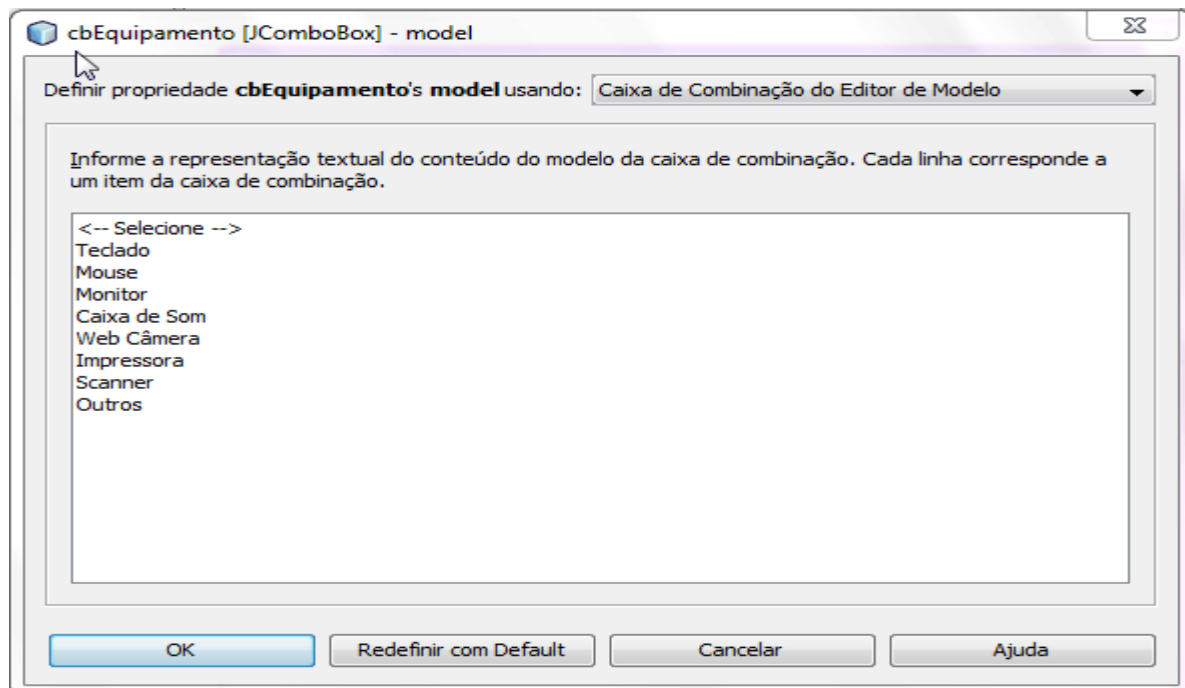 cbEquipamento [JComboBox] - model
Definir propriedade cbEquipamento's model usando: Caixa de Combinação do Editor de Modelo
Informe a representação textual do conteúdo do modelo da caixa de combinação. Cada linha corresponde a
um item da caixa de combinação.
<-- Selecione -->
Teclado
Mouse
Monitor
Caixa de Som
Web Câmera
Impressora
Scanner
Outros
OK Redefinir com Default Cancelar Ajuda